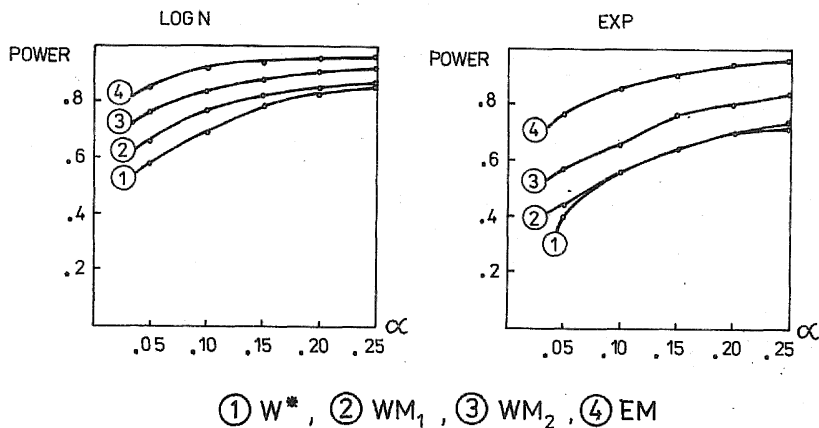 LOG N
EXP
POWER
.8
.6
.4
.2
④
③
②
①
.05 .10 .15 .20 .25 ∝
POWER
.8
.6
.4
.2
④
③
②
①
.05 .10 .15 .20 .25 ∝
① W*, ② WM₁, ③ WM₂, ④ EM